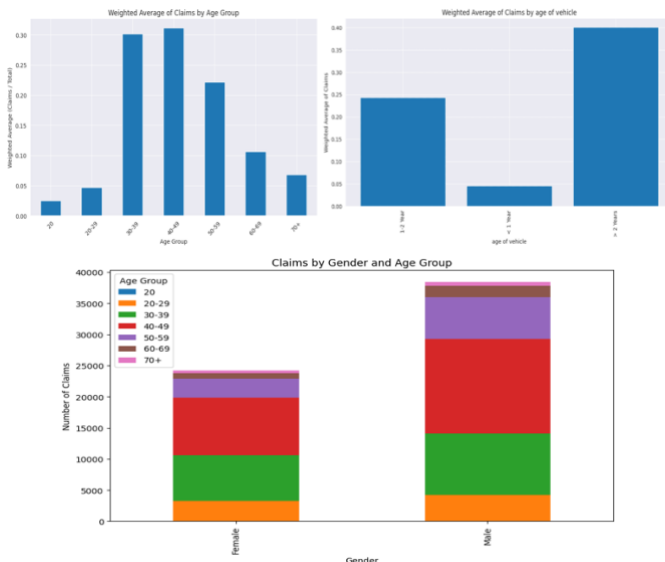 Weighted Average of Claims by Age Group
Weighted Average (Claims / Total)
0.30
0.25
0.20
0.15
0.10
0.05
0.00
20
20-29
30-39
40-49
50-59
60-69
70+
Age Group
Weighted Average of Claims by age of vehicle
Weighted Average of Claims
0.40
0.35
0.30
0.25
0.20
0.15
0.10
0.05
0.00
1-2 Year
< 1 Year
> 2 Years
age of vehicle
Claims by Gender and Age Group
Number of Claims
40000
35000
30000
25000
20000
15000
10000
5000
0
Age Group
20
20-29
30-39
40-49
50-59
60-69
70+
Female
Male
Gender